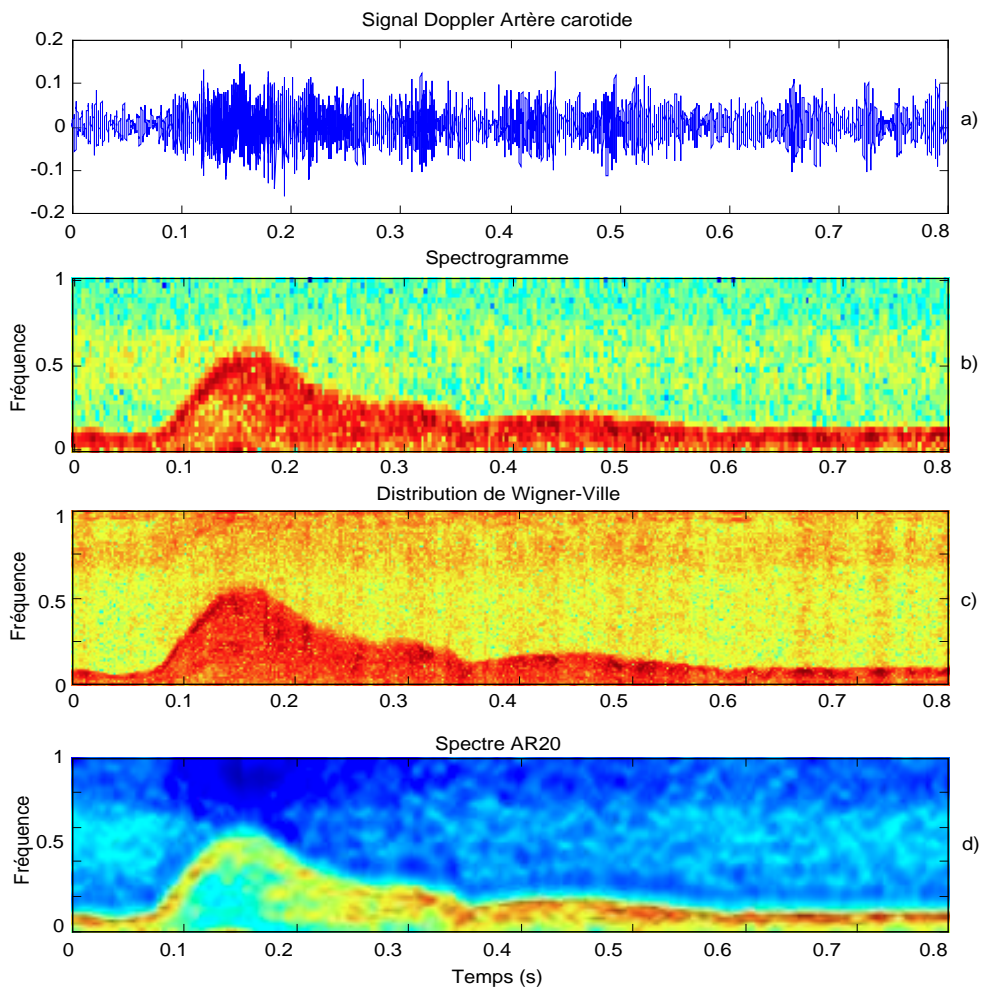 Signal Doppler Artère carotide
0.2
0.1
0
-0.1
-0.2
a)
0 0.1 0.2 0.3 0.4 0.5 0.6 0.7 0.8
Spectrogramme
1
0.5
0
Fréquence
b)
0 0.1 0.2 0.3 0.4 0.5 0.6 0.7 0.8
Distribution de Wigner-Ville
1
0.5
0
Fréquence
c)
0 0.1 0.2 0.3 0.4 0.5 0.6 0.7 0.8
Spectre AR20
1
0.5
0
Fréquence
d)
0 0.1 0.2 0.3 0.4 0.5 0.6 0.7 0.8
Temps (s)